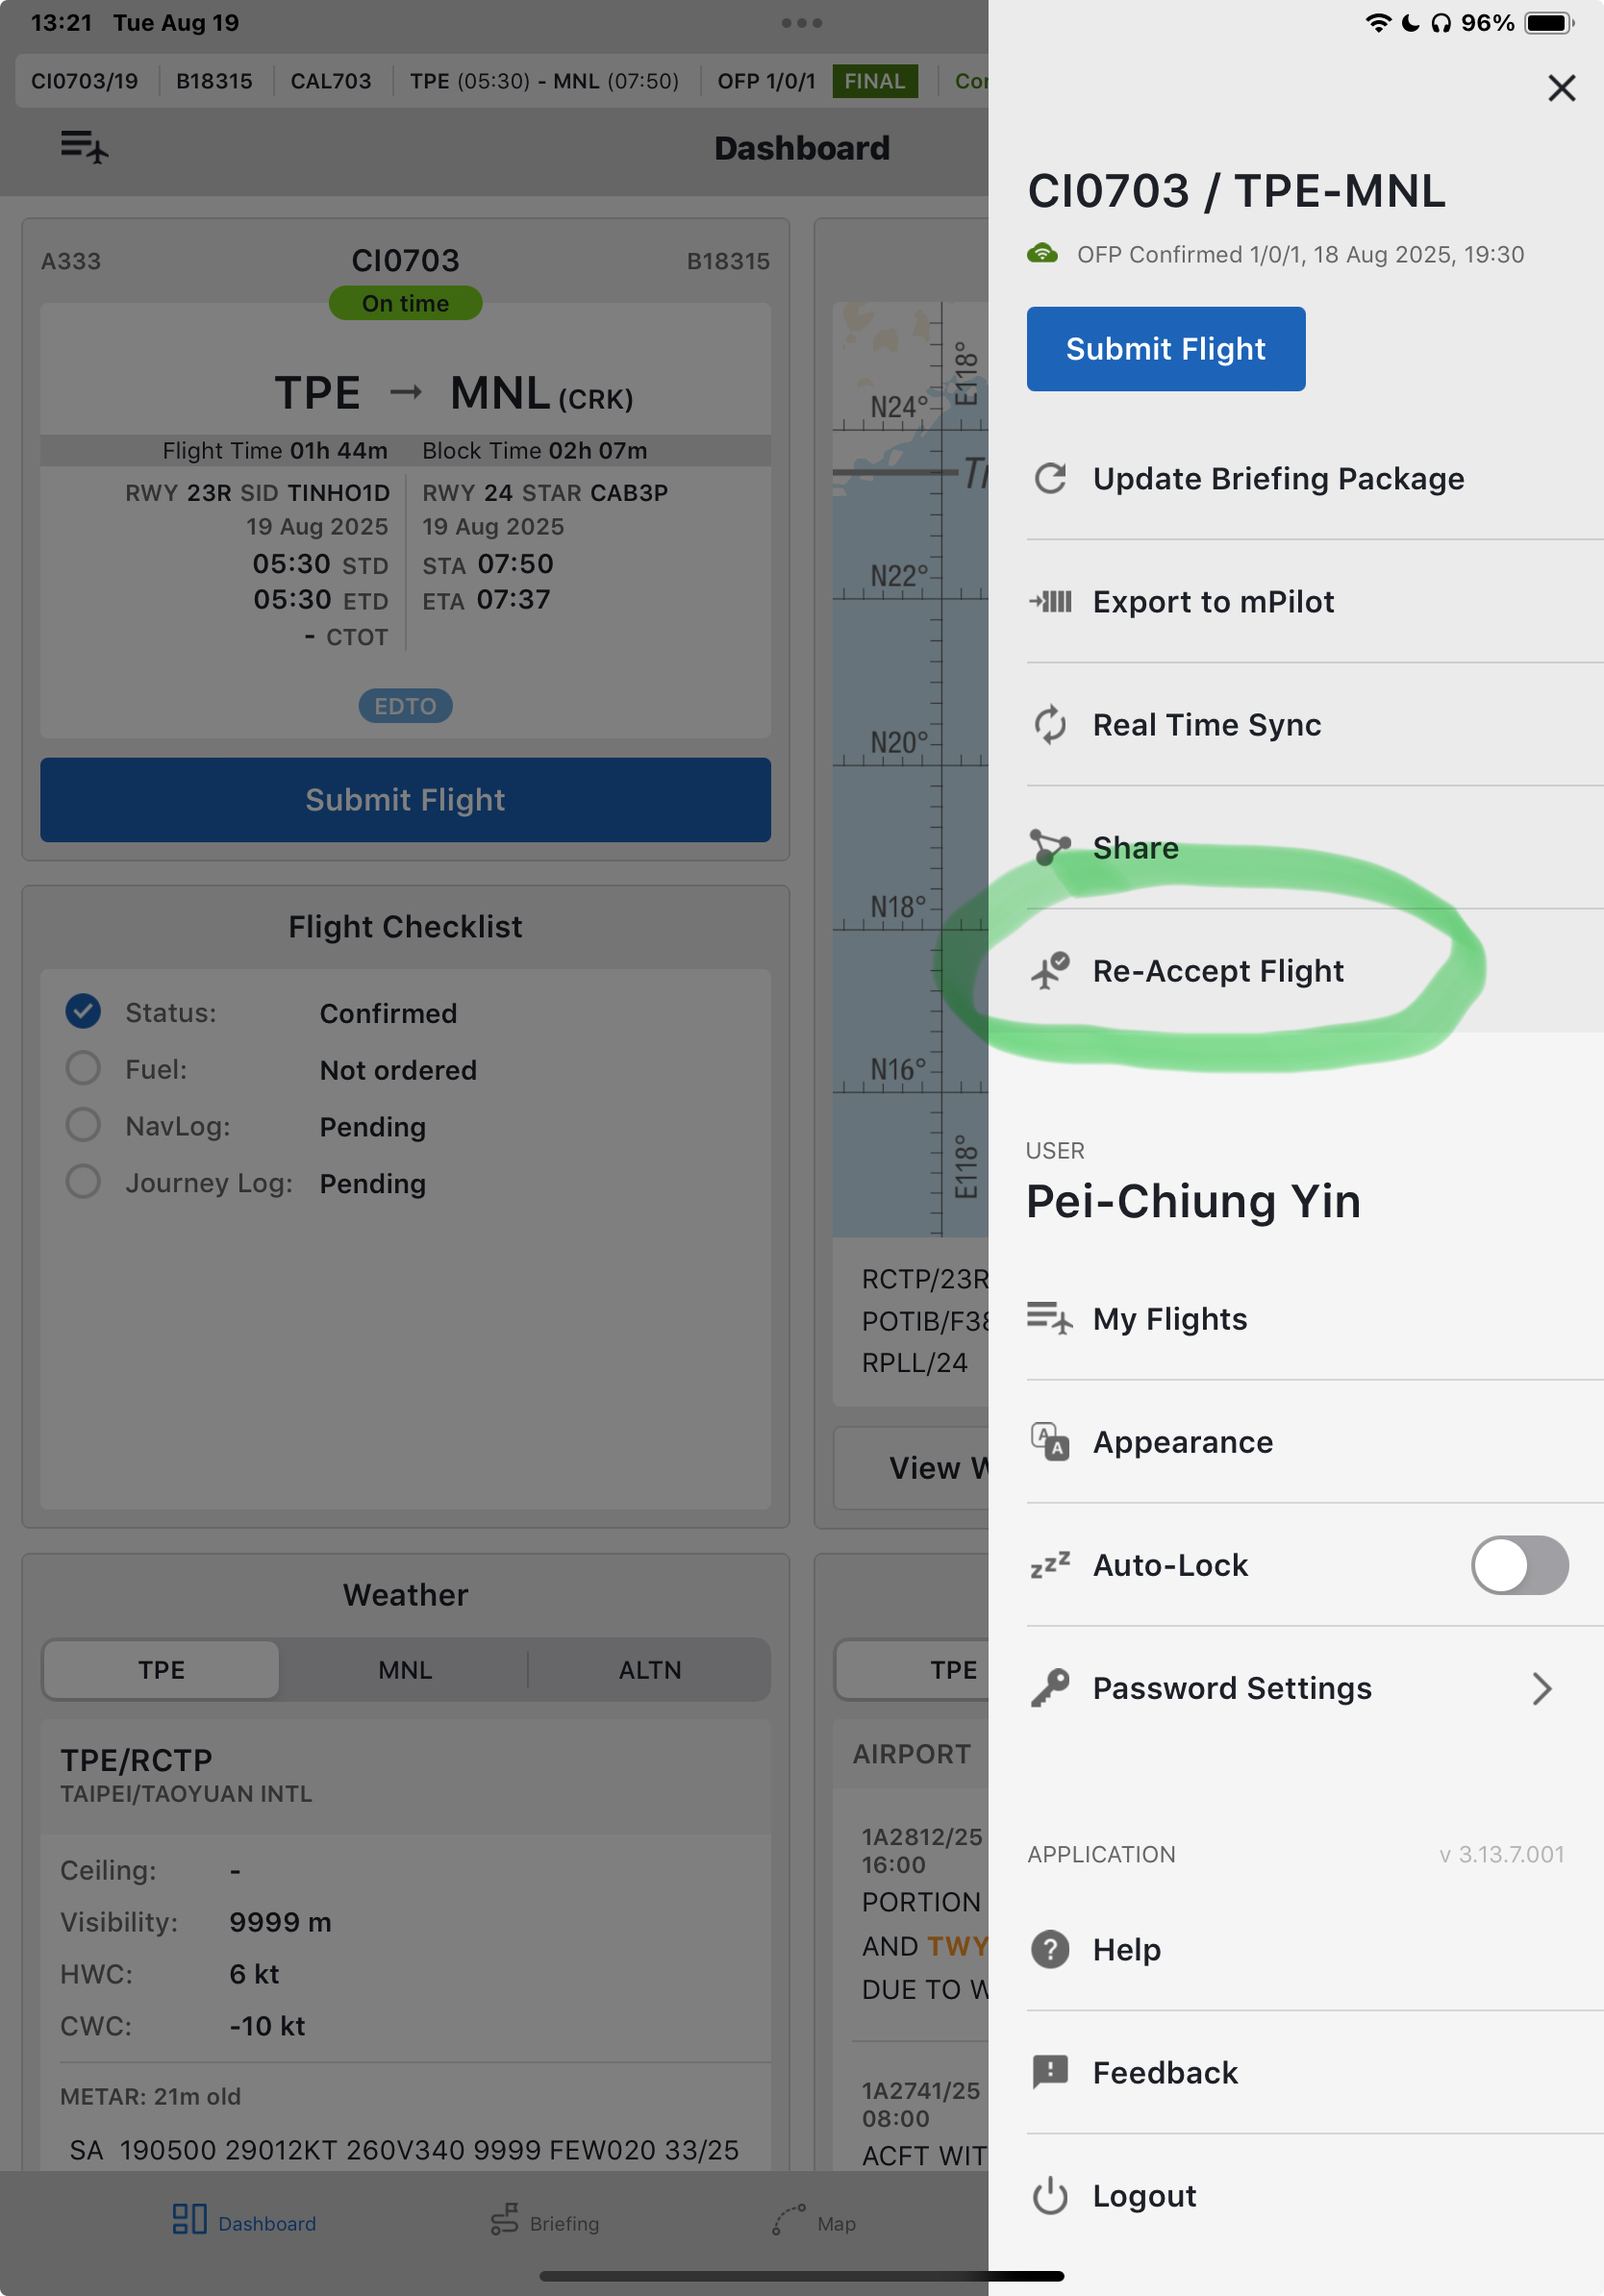 13:21 Tue Aug 19
96%
CI0703/19 B18315 CAL703 TPE (05:30) - MNL (07:50) OFP 1/0/1 FINAL
Dashboard
A333 CI0703 B18315
On time
TPE → MNL (CRK)
Flight Time 01h 44m Block Time 02h 07m
RWY 23R SID TINHO1D RWY 24 STAR CAB3P
19 Aug 2025 19 Aug 2025
05:30 STD STA 07:50
05:30 ETD ETA 07:37
- CTOT
EDTO
Submit Flight
Flight Checklist
Status: Confirmed
Fuel: Not ordered
NavLog: Pending
Journey Log: Pending
Weather
TPE MNL ALTN
TPE/RCTP
TAIPEI/TAOYUAN INTL
Ceiling: -
Visibility: 9999 m
HWC: 6 kt
CWC: -10 kt
METAR: 21m old
SA 190500 29012KT 260V340 9999 FEW020 33/25
E118°
N24°
N22°
N20°
N18°
N16°
E118°
RCTP/23R
POTIB/F38
RPLL/24
View
TPE
AIRPORT
1A2812/25
16:00
PORTION
AND TWY
DUE TO
1A2741/25
08:00
ACFT WIT
Dashboard Briefing Map
CI0703 / TPE-MNL
OFP Confirmed 1/0/1, 18 Aug 2025, 19:30
Submit Flight
Update Briefing Package
Export to mPilot
Real Time Sync
Share
Re-Accept Flight
USER
Pei-Chiung Yin
My Flights
Appearance
zzz Auto-Lock
Password Settings
APPLICATION v 3.13.7.001
Help
Feedback
Logout